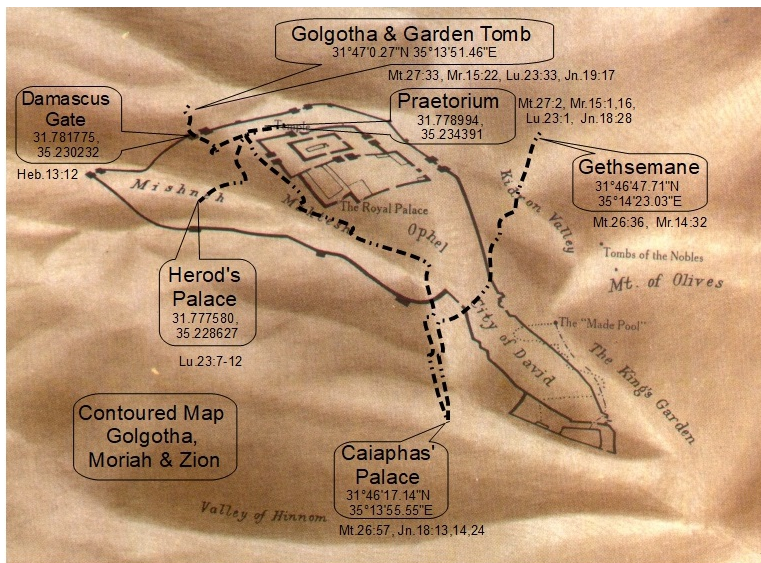 Golgotha & Garden Tomb
31°47'0.27"N 35°13'51.46"E
Mt.27:33, Mr.15:22, Lu.23:33, Jn.19:17
Damascus
Gate
31.781775,
35.230232
Heb.13:12
Praetorium
31.778994,
35.234391
Mt.27:2, Mr.15:1,16,
Lu.23:1, Jn.18:28
Gethsemane
31°46'47.71"N
35°14'23.03"E
Mt.26:36, Mr.14:32
Temple
Mishneh
Makhtesh
The Royal Palace
Ophel
Kidron Valley
Tombs of the Nobles
Mt. of Olives
Herod's
Palace
31.777580,
35.228627
Lu.23:7-12
City of David
The "Made Pool"
The King's Garden
Contoured Map
Golgotha,
Moriah & Zion
Caiaphas'
Palace
31°46'17.14"N
35°13'55.55"E
Mt.26:57, Jn.18:13,14,24
Valley of Hinnom